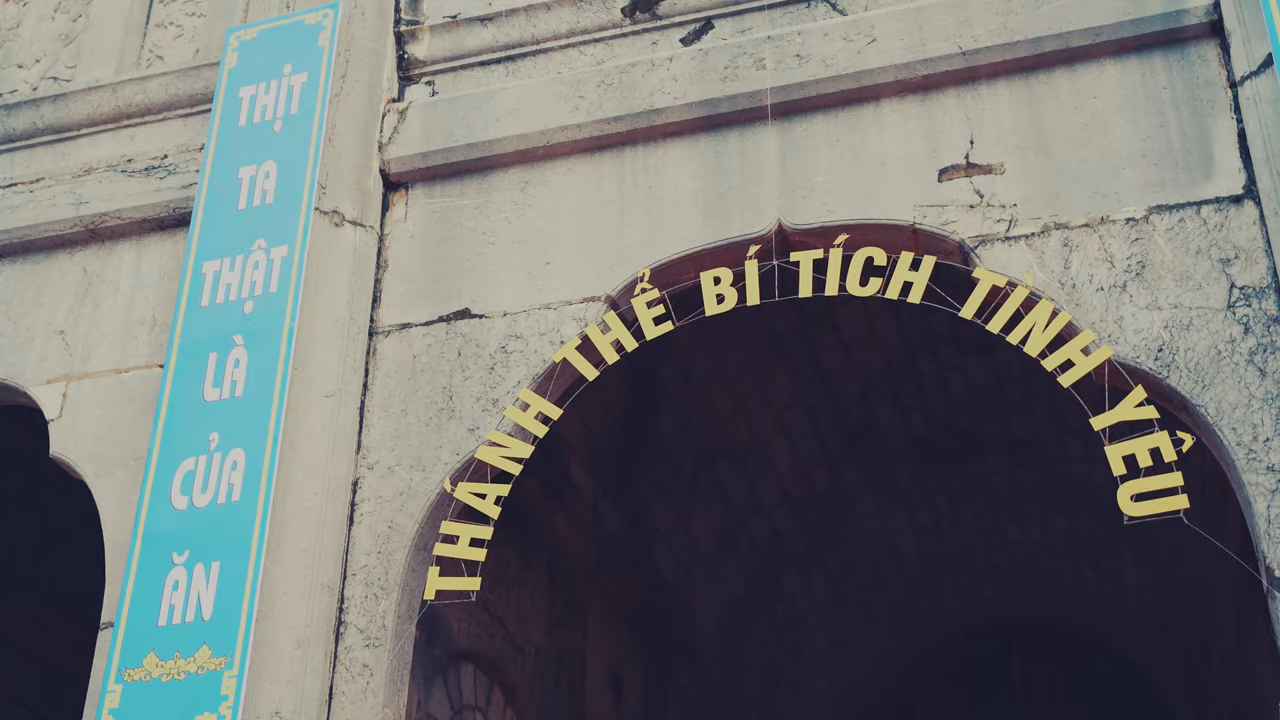 THỊT
TA
THẬT
LÀ
CỦA
ĂN
THÁNH THỂ BÍ TÍCH TÌNH YÊU